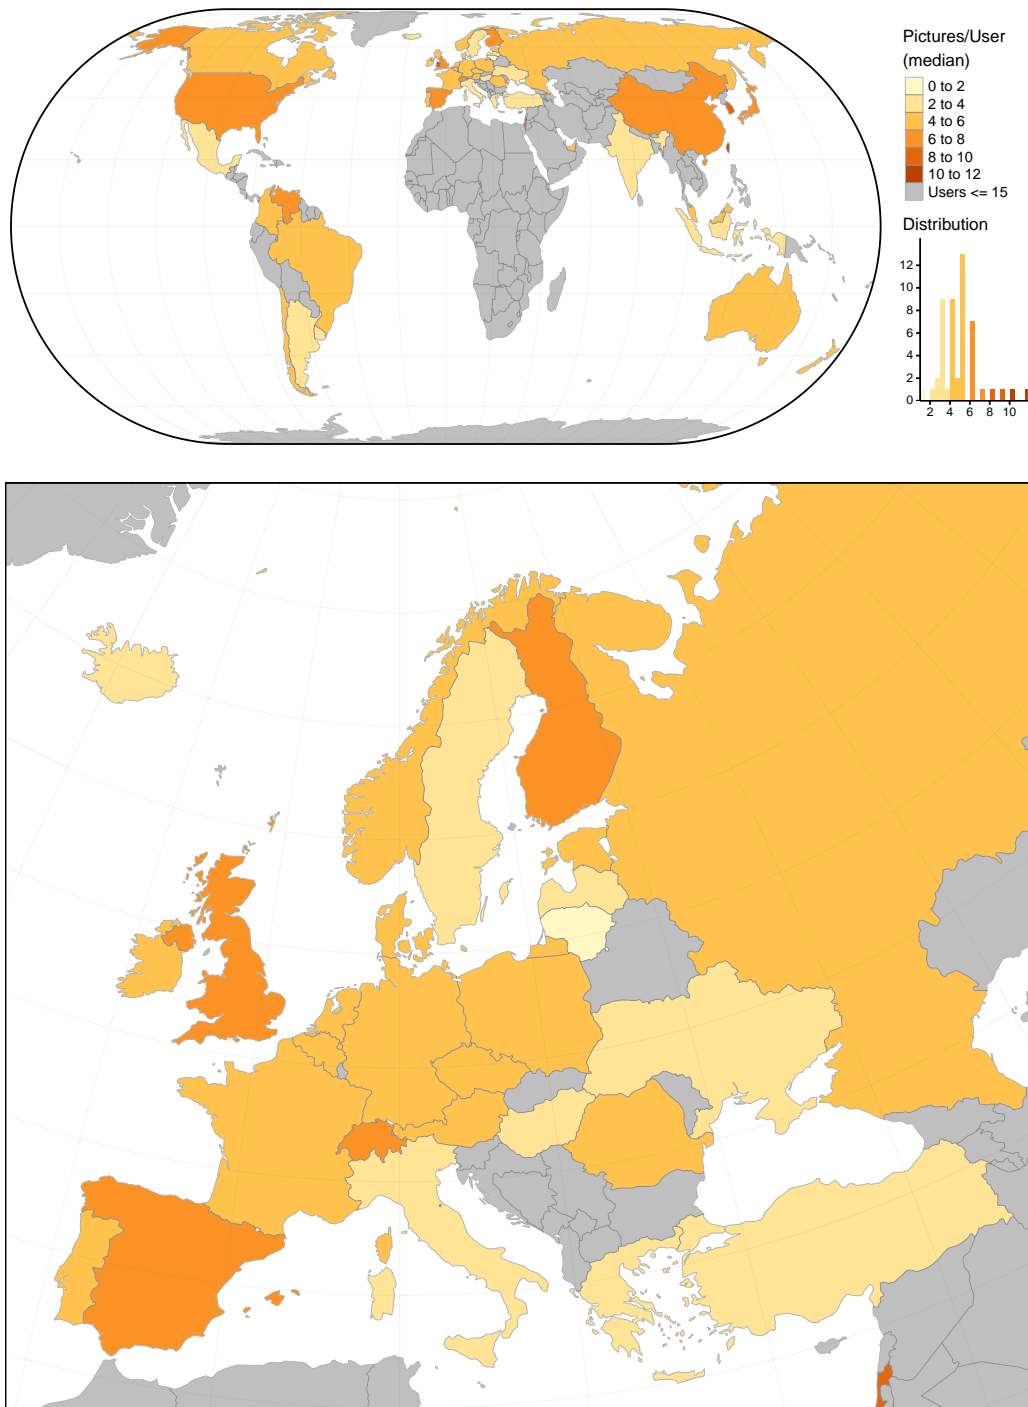 Pictures/User
(median)
0 to 2
2 to 4
4 to 6
6 to 8
8 to 10
10 to 12
Users <= 15
Distribution
12
10
8
6
4
2
0
2 4 6 8 10